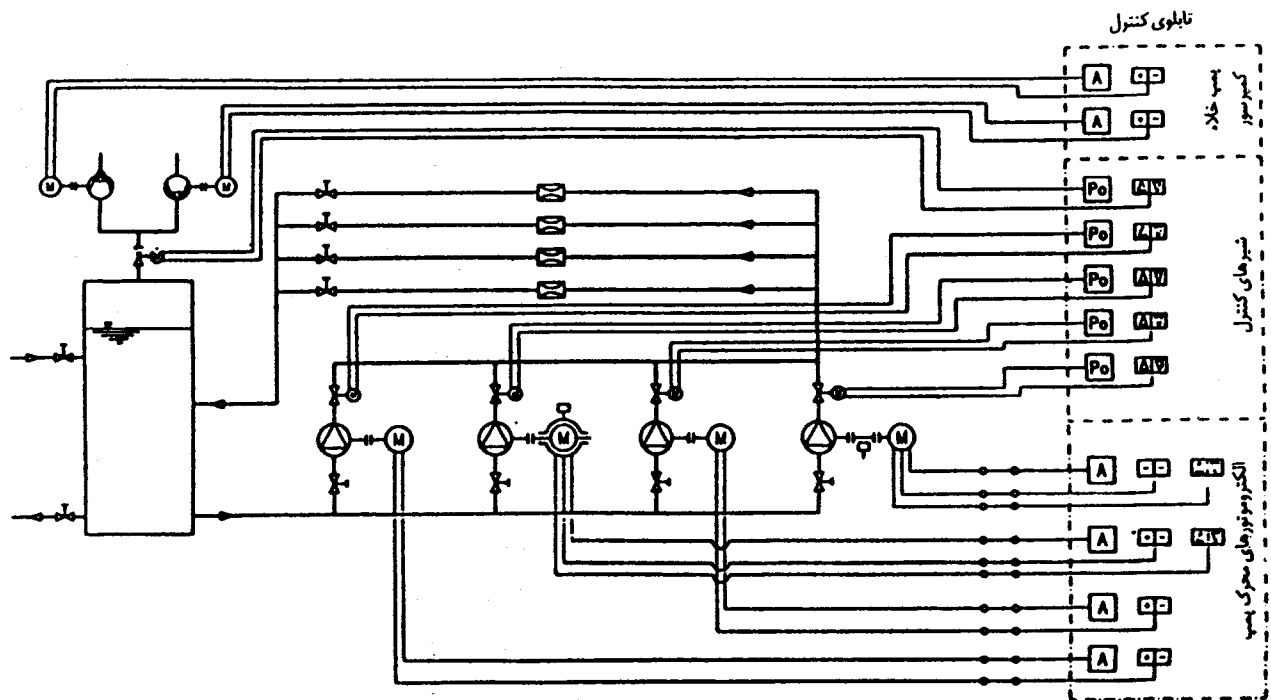 تابلوی کنترل
A + -
A + -
کمپرسور
پمپ خلاء
M
M
Po
Po
Po
Po
Po
شیرهای کنترل
M
M
M
M
A - -
A + -
A + -
A + -
الکتروموتورهای محرک پمپ